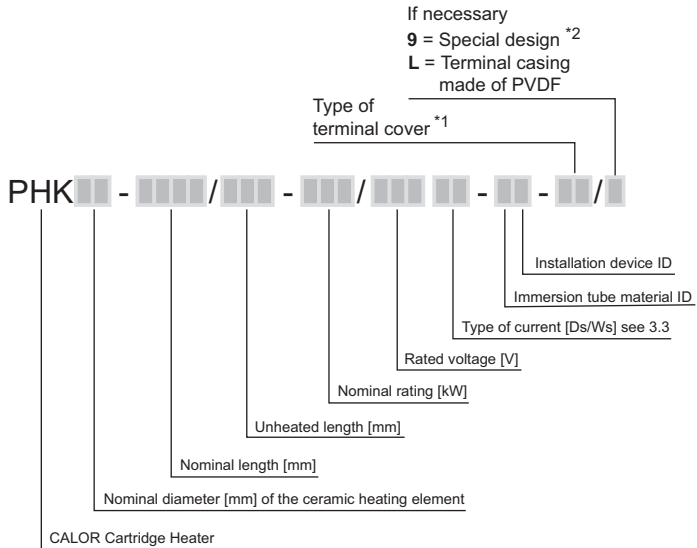 If necessary
9 = Special design *2
L = Terminal casing
made of PVDF
Type of
terminal cover *1
PHK - / - / - - /
Installation device ID
Immersion tube material ID
Type of current [Ds/Ws] see 3.3
Rated voltage [V]
Nominal rating [kW]
Unheated length [mm]
Nominal length [mm]
Nominal diameter [mm] of the ceramic heating element
CALOR Cartridge Heater